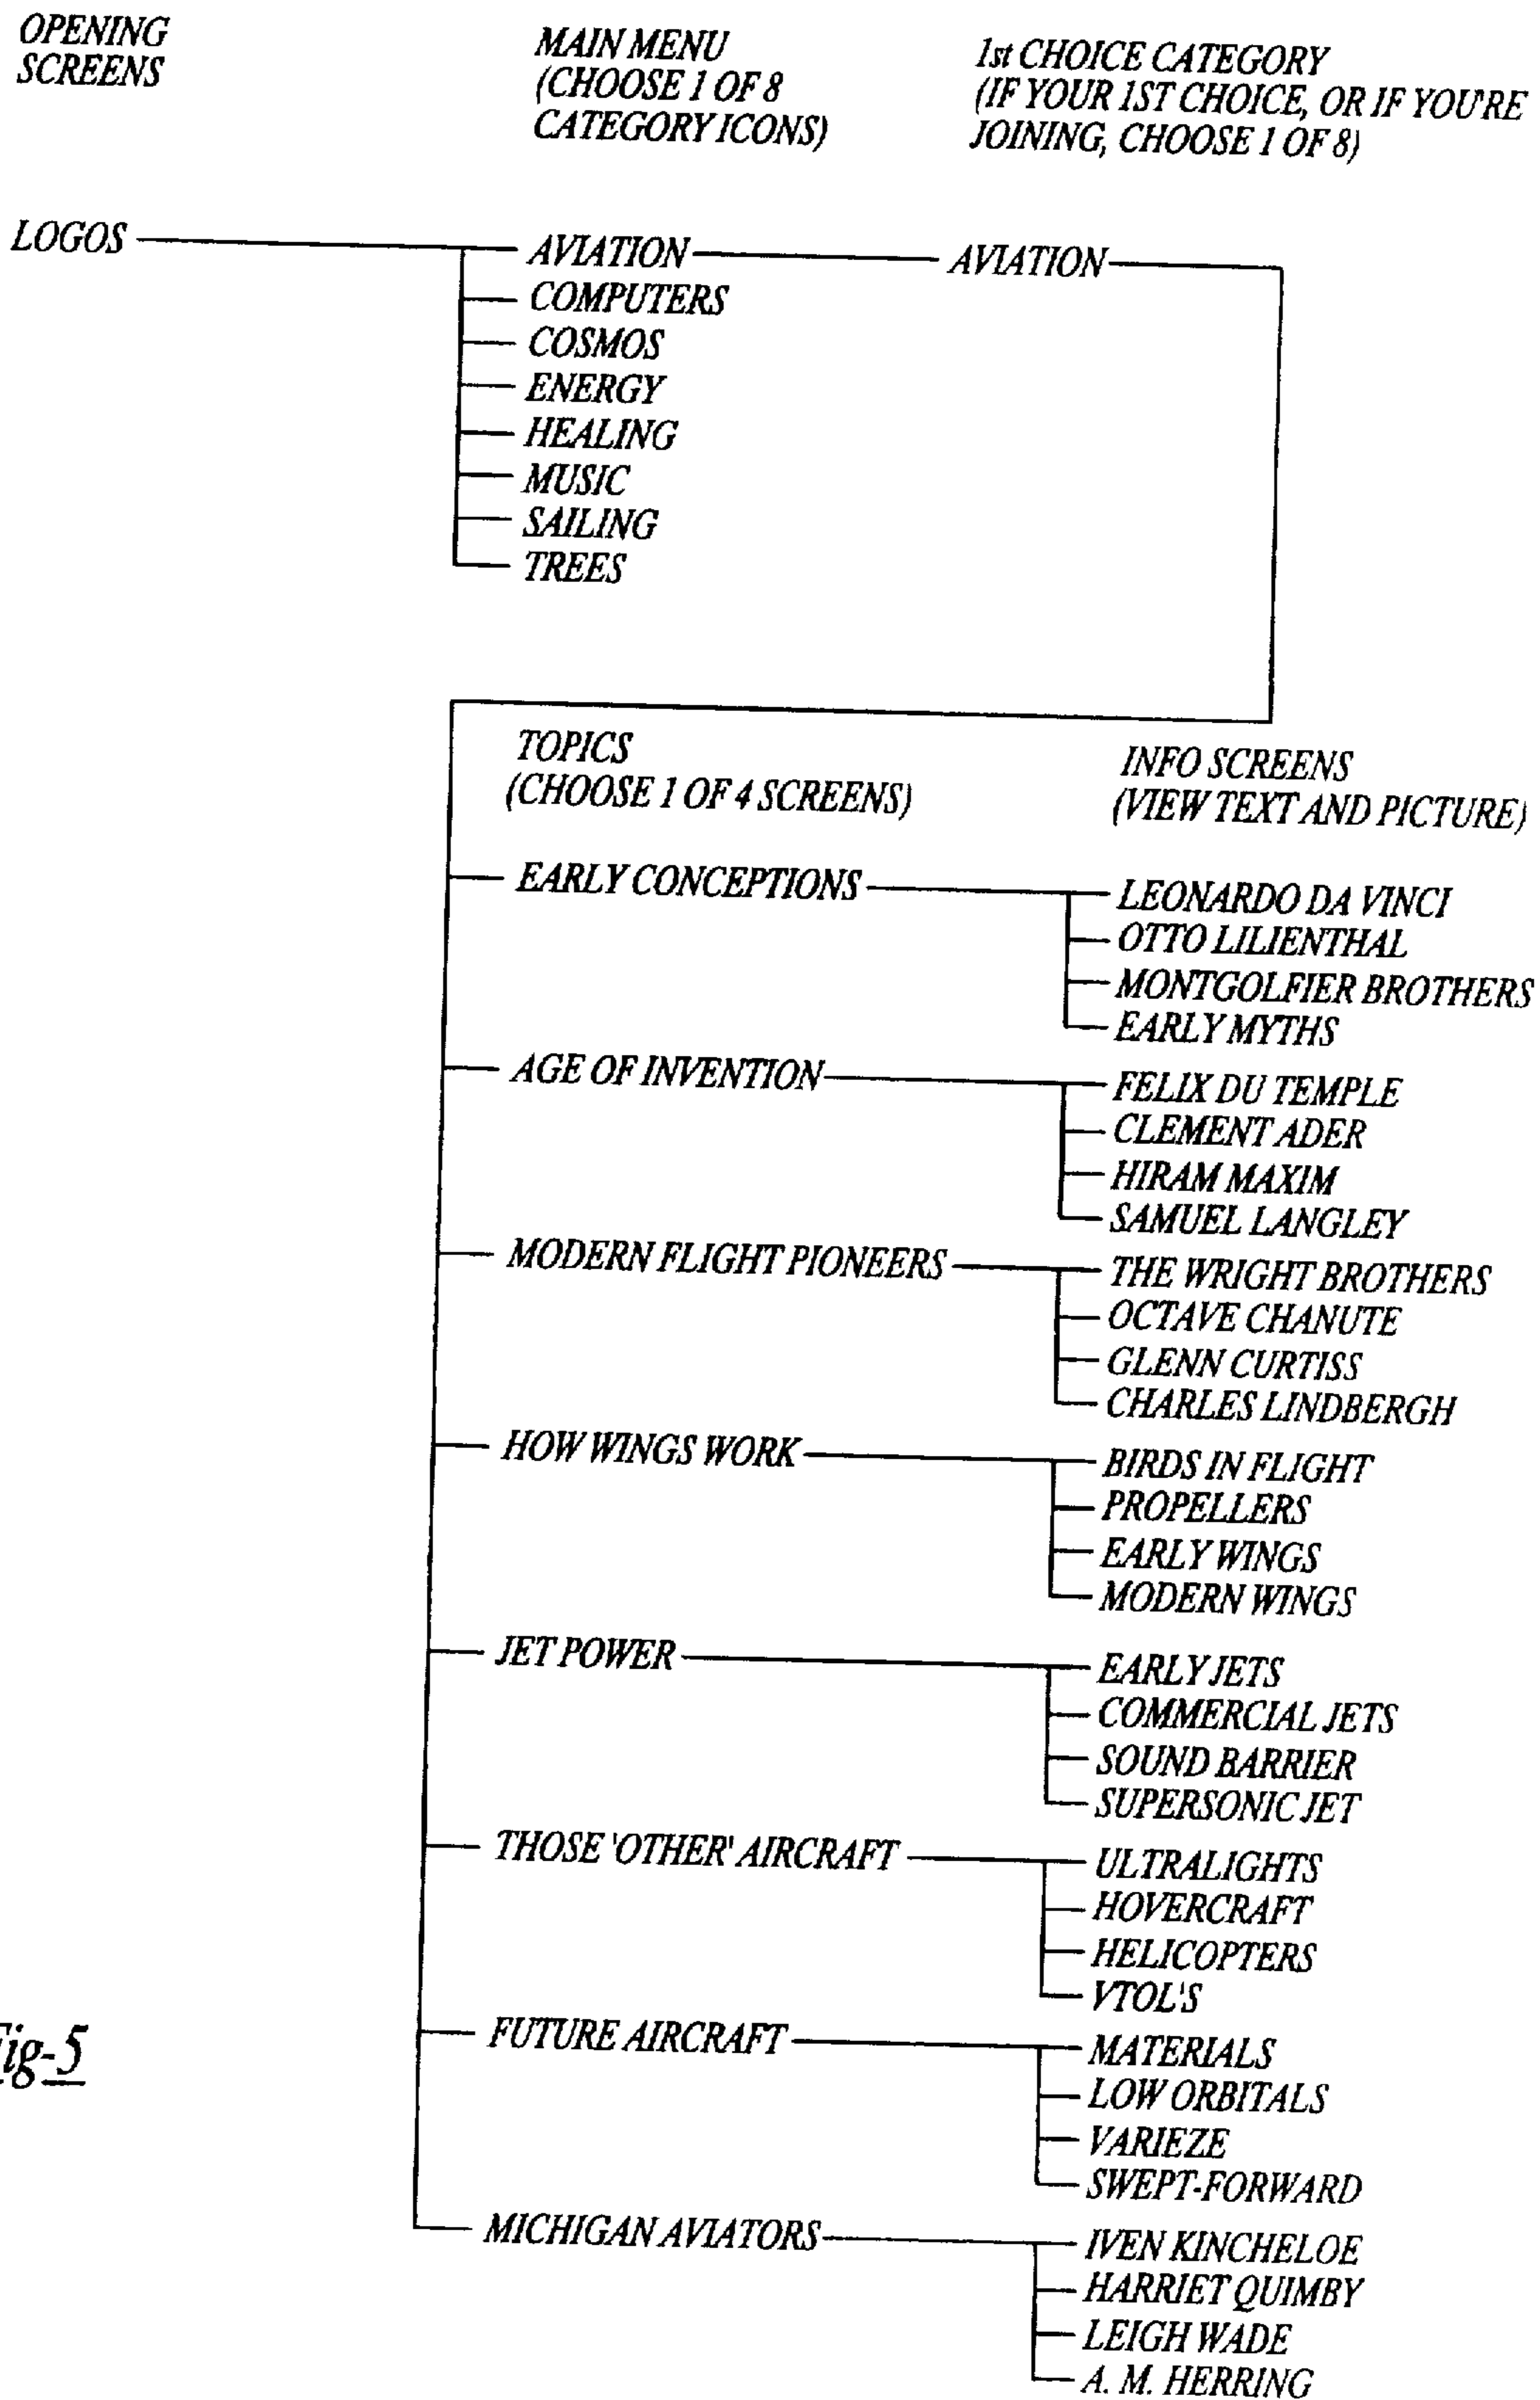 OPENING
SCREENS
MAIN MENU
(CHOOSE 1 OF 8
CATEGORY ICONS)
1st CHOICE CATEGORY
(IF YOUR 1ST CHOICE, OR IF YOU'RE
JOINING, CHOOSE 1 OF 8)
LOGOS
AVIATION
AVIATION
COMPUTERS
COSMOS
ENERGY
HEALING
MUSIC
SAILING
TREES
TOPICS
(CHOOSE 1 OF 4 SCREENS)
INFO SCREENS
(VIEW TEXT AND PICTURE)
EARLY CONCEPTIONS
LEONARDO DA VINCI
OTTO LILIENTHAL
MONTGOLFIER BROTHERS
EARLY MYTHS
AGE OF INVENTION
FELIX DU TEMPLE
CLEMENT ADER
HIRAM MAXIM
SAMUEL LANGLEY
MODERN FLIGHT PIONEERS
THE WRIGHT BROTHERS
OCTAVE CHANUTE
GLENN CURTISS
CHARLES LINDBERGH
HOW WINGS WORK
BIRDS IN FLIGHT
PROPELLERS
EARLY WINGS
MODERN WINGS
JET POWER
EARLY JETS
COMMERCIAL JETS
SOUND BARRIER
SUPERSONIC JET
THOSE 'OTHER' AIRCRAFT
ULTRALIGHTS
HOVERCRAFT
HELICOPTERS
VTOL'S
FUTURE AIRCRAFT
MATERIALS
LOW ORBITALS
VARIEZE
SWEPT-FORWARD
MICHIGAN AVIATORS
IVEN KINCHELOE
HARRIET QUIMBY
LEIGH WADE
A. M. HERRING
Fig-5